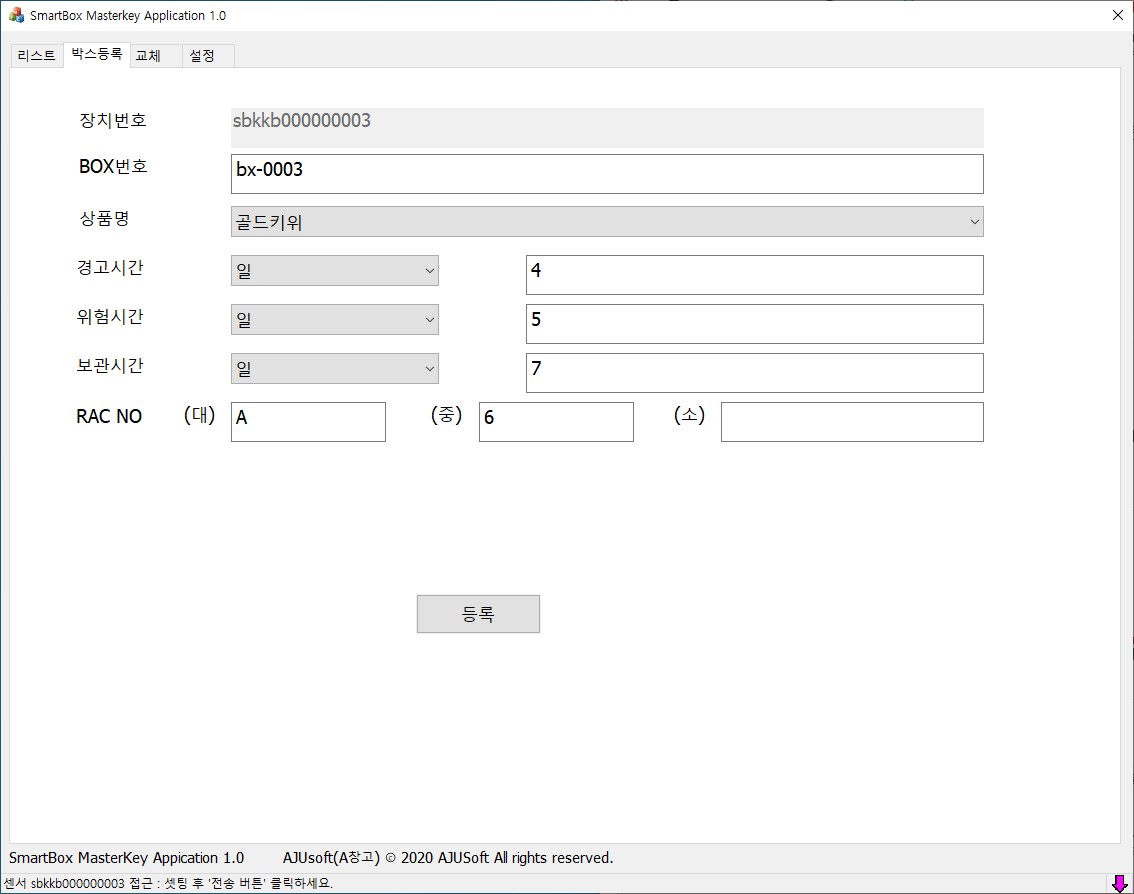 SmartBox Masterkey Application 1.0
리스트 박스등록 교체 설정
장치번호 sbkkb000000003
BOX번호 bx-0003
상품명 골드키위
경고시간 일 4
위험시간 일 5
보관시간 일 7
RAC NO (대) A (중) 6 (소)
등록
SmartBox MasterKey Appication 1.0 AJUsoft(A창고) © 2020 AJUSoft All rights reserved.
센서 sbkkb000000003 접근 : 셋팅 후 '전송 버튼' 클릭하세요.